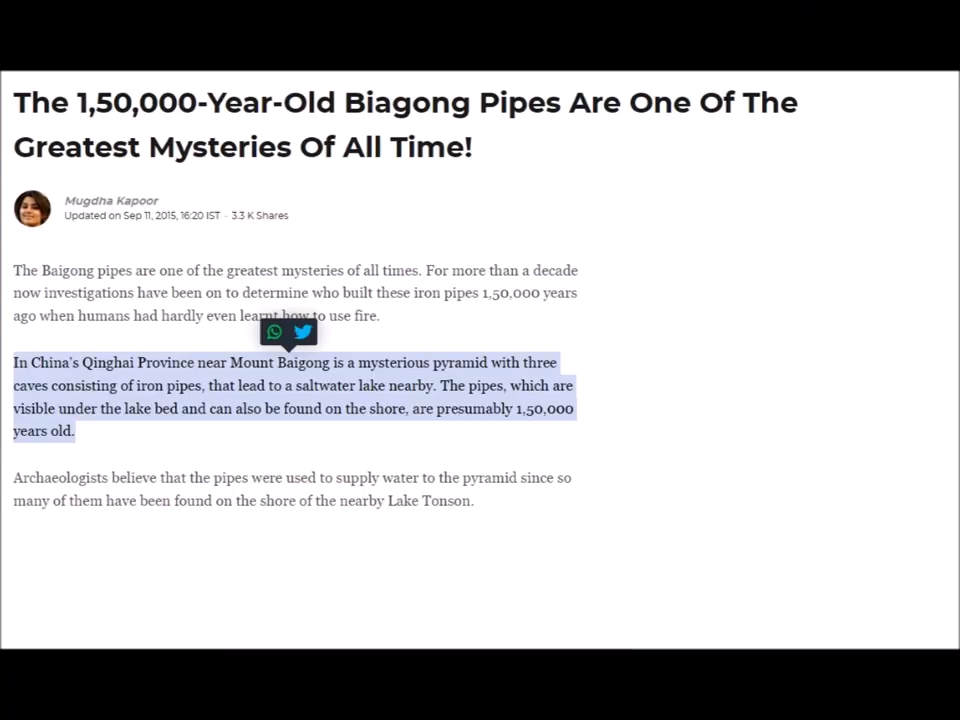 The 1,50,000-Year-Old Biagong Pipes Are One Of The
Greatest Mysteries Of All Time!
Mugdha Kapoor
Updated on Sep 11, 2015, 16:20 IST - 3.3 K Shares
The Baigong pipes are one of the greatest mysteries of all times. For more than a decade
now investigations have been on to determine who built these iron pipes 1,50,000 years
ago when humans had hardly even learnt how to use fire.
In China's Qinghai Province near Mount Baigong is a mysterious pyramid with three
caves consisting of iron pipes, that lead to a saltwater lake nearby. The pipes, which are
visible under the lake bed and can also be found on the shore, are presumably 1,50,000
years old.
Archaeologists believe that the pipes were used to supply water to the pyramid since so
many of them have been found on the shore of the nearby Lake Tonson.